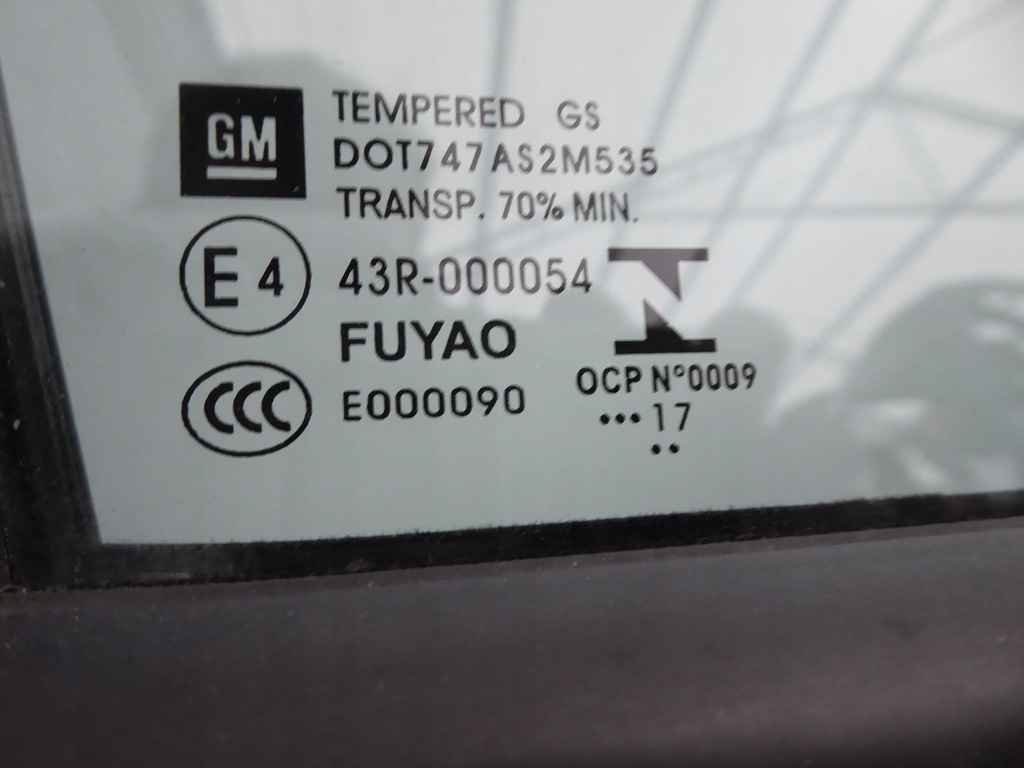 GM
TEMPERED GS
DOT747AS2M535
TRANSP. 70% MIN.
E 4
43R-000054
FUYAO
CCC
E000090
OCP N°0009
•••17
••